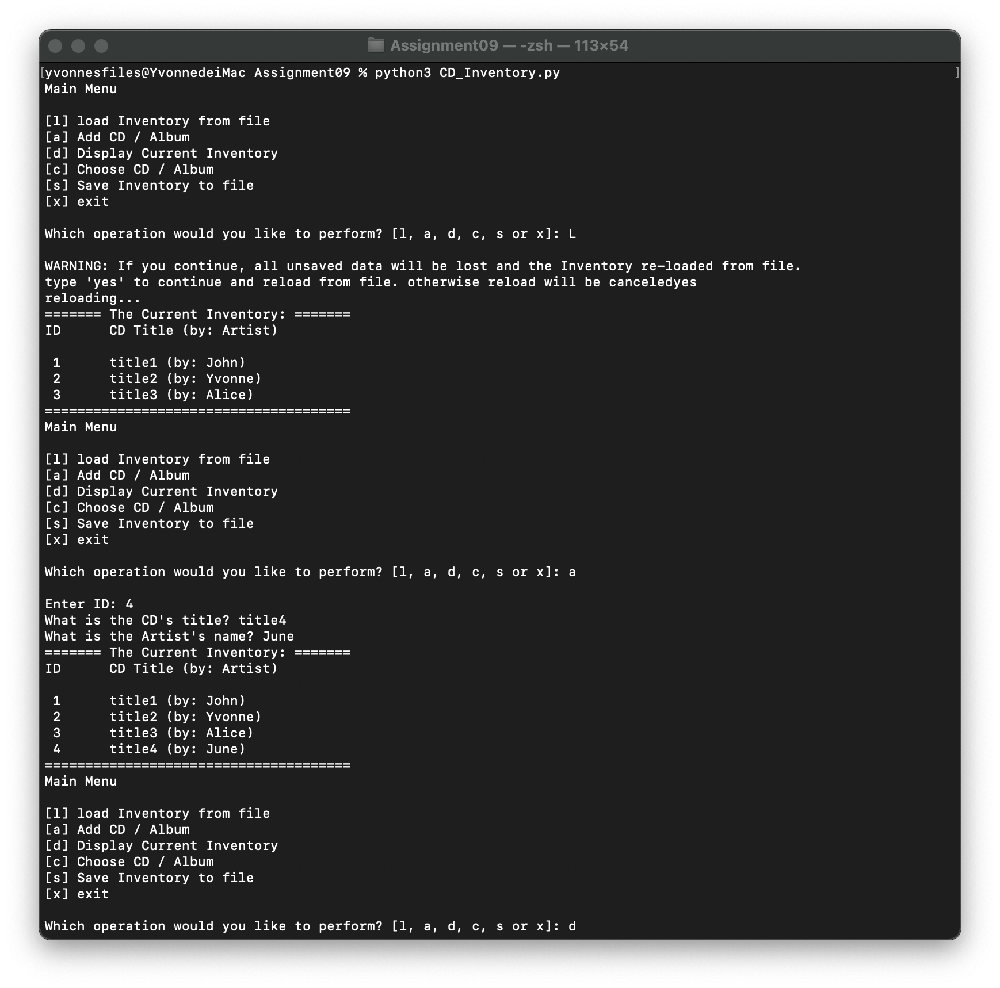 Assignment09 — -zsh — 113×54
[yvonnesfiles@YvonnedeiMac Assignment09 % python3 CD_Inventory.py ]
Main Menu
[l] load Inventory from file
[a] Add CD / Album
[d] Display Current Inventory
[c] Choose CD / Album
[s] Save Inventory to file
[x] exit
Which operation would you like to perform? [l, a, d, c, s or x]: L
WARNING: If you continue, all unsaved data will be lost and the Inventory re-loaded from file.
type 'yes' to continue and reload from file. otherwise reload will be canceledyes
reloading...
======= The Current Inventory: =======
ID      CD Title (by: Artist)
 1      title1 (by: John)
 2      title2 (by: Yvonne)
 3      title3 (by: Alice)
======================================
Main Menu
[l] load Inventory from file
[a] Add CD / Album
[d] Display Current Inventory
[c] Choose CD / Album
[s] Save Inventory to file
[x] exit
Which operation would you like to perform? [l, a, d, c, s or x]: a
Enter ID: 4
What is the CD's title? title4
What is the Artist's name? June
======= The Current Inventory: =======
ID      CD Title (by: Artist)
 1      title1 (by: John)
 2      title2 (by: Yvonne)
 3      title3 (by: Alice)
 4      title4 (by: June)
======================================
Main Menu
[l] load Inventory from file
[a] Add CD / Album
[d] Display Current Inventory
[c] Choose CD / Album
[s] Save Inventory to file
[x] exit
Which operation would you like to perform? [l, a, d, c, s or x]: d